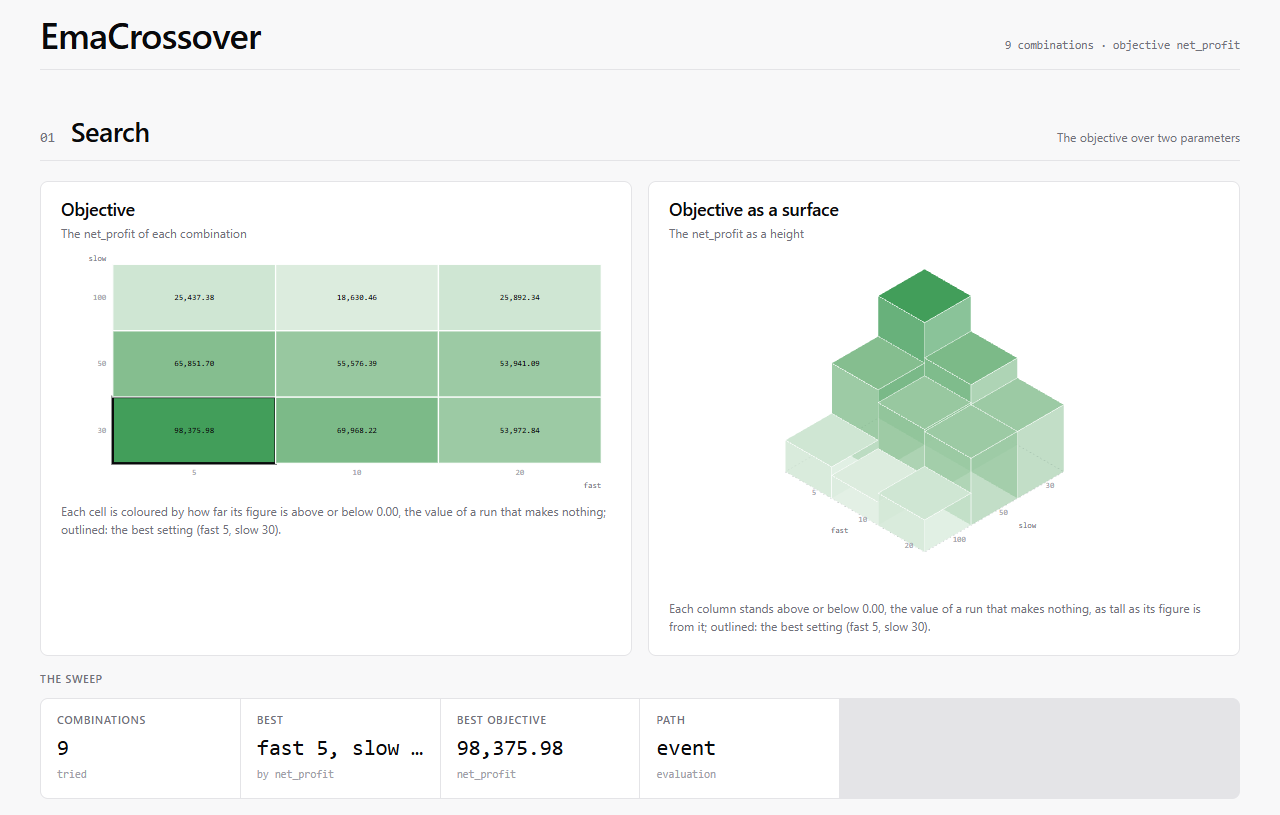 EmaCrossover
9 combinations · objective net_profit
01 Search
The objective over two parameters
Objective
The net_profit of each combination
slow
100 25,437.38 18,630.46 25,892.34
50 65,851.70 55,576.39 53,941.09
30 98,375.98 69,968.22 53,972.84
5 10 20
fast
Each cell is coloured by how far its figure is above or below 0.00, the value of a run that makes nothing;
outlined: the best setting (fast 5, slow 30).
Objective as a surface
The net_profit as a height
5
10
20
fast
30
50
100
slow
Each column stands above or below 0.00, the value of a run that makes nothing, as tall as its figure is
from it; outlined: the best setting (fast 5, slow 30).
THE SWEEP
COMBINATIONS
9
tried
BEST
fast 5, slow …
by net_profit
BEST OBJECTIVE
98,375.98
net_profit
PATH
event
evaluation